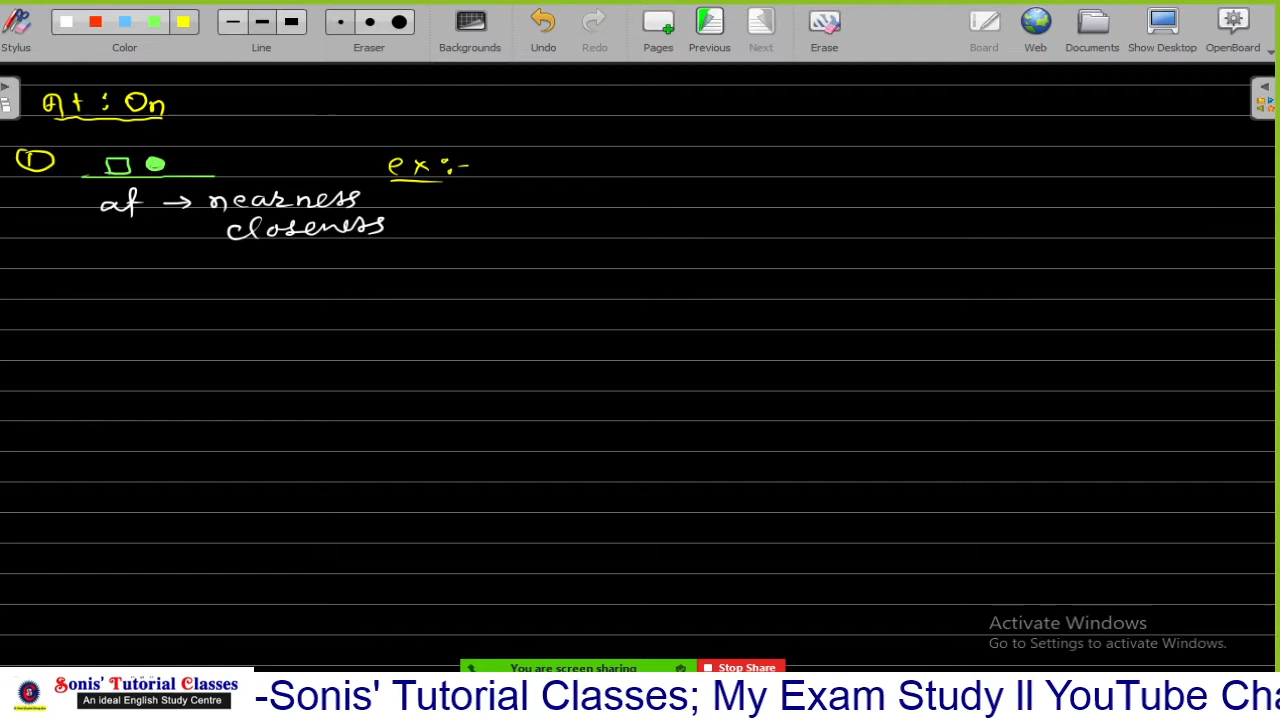 Stylus Color Line Eraser Backgrounds Undo Redo Pages Previous Next Erase Board Web Documents Show Desktop OpenBoard
At : On
① ex :-
at → nearness
closeness
Activate Windows
Go to Settings to activate Windows.
You are screen sharing Stop Share
Sonis' Tutorial Classes
An ideal English Study Centre
-Sonis' Tutorial Classes; My Exam Study ll YouTube Cha